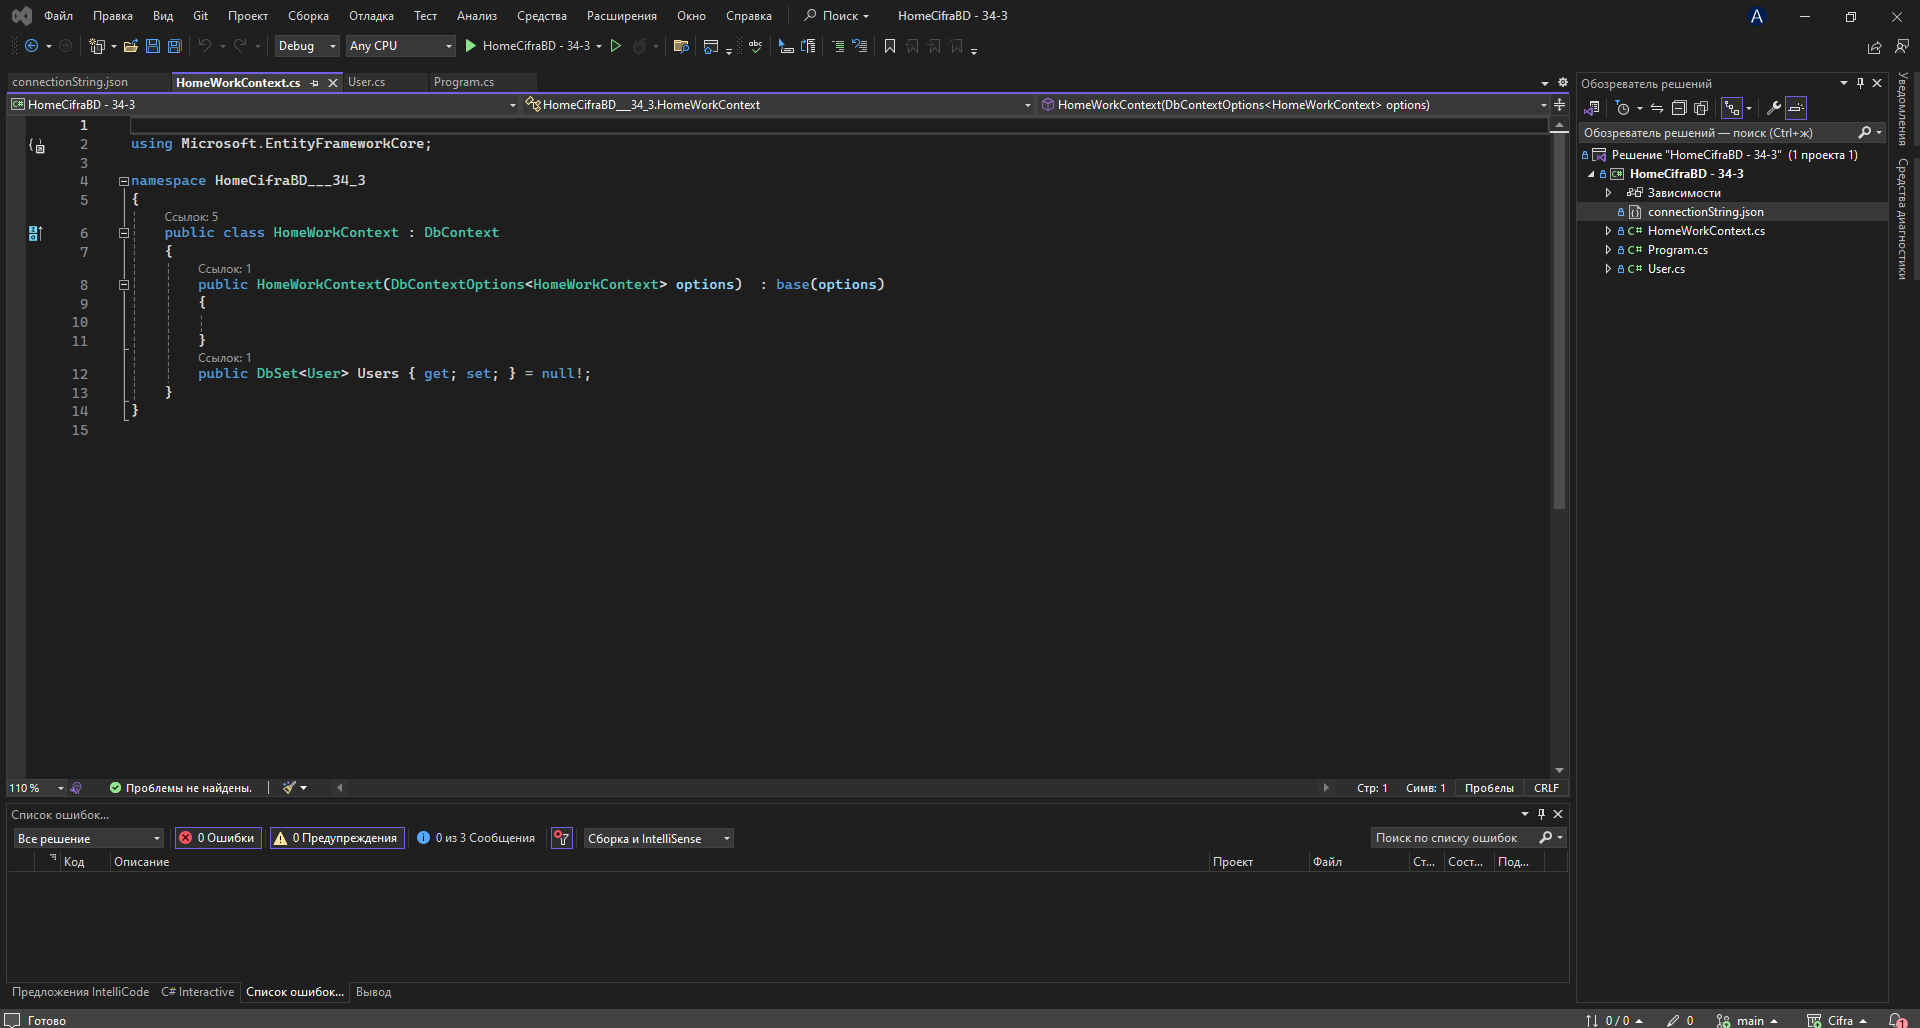 Файл Правка Вид Git Проект Сборка Отладка Тест Анализ Средства Расширения Окно Справка Поиск HomeCifraBD - 34-3 A
Debug Any CPU HomeCifraBD - 34-3 abc
connectionString.json HomeWorkContext.cs User.cs Program.cs
C# HomeCifraBD - 34-3 HomeCifraBD___34_3.HomeWorkContext HomeWorkContext(DbContextOptions<HomeWorkContext> options)
1
2 using Microsoft.EntityFrameworkCore;
3
4 namespace HomeCifraBD___34_3
5 {
Ссылок: 5
6 public class HomeWorkContext : DbContext
7 {
Ссылок: 1
8 public HomeWorkContext(DbContextOptions<HomeWorkContext> options)  : base(options)
9 {
10
11 }
Ссылок: 1
12 public DbSet<User> Users { get; set; } = null!;
13 }
14 }
15
110 % Проблемы не найдены. Стр: 1 Симв: 1 Пробелы CRLF
Список ошибок...
Все решение 0 Ошибки 0 Предупреждения 0 из 3 Сообщения Сборка и IntelliSense Поиск по списку ошибок
Код Описание Проект Файл Ст... Сост... Под...
Предложения IntelliCode C# Interactive Список ошибок... Вывод
Обозреватель решений
Обозреватель решений — поиск (Ctrl+ж)
Решение "HomeCifraBD - 34-3" (1 проекта 1)
C# HomeCifraBD - 34-3
Зависимости
connectionString.json
C# HomeWorkContext.cs
C# Program.cs
C# User.cs
Уведомления
Средства диагностики
Готово 0 / 0 0 main Cifra 1